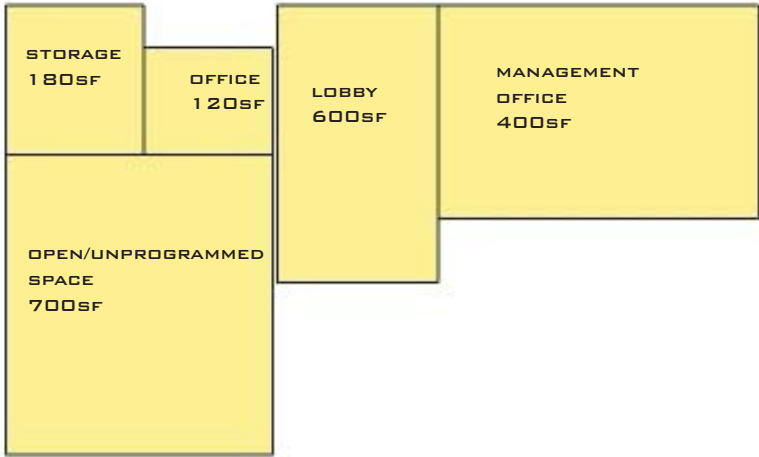 STORAGE
180SF
OFFICE
120SF
LOBBY
600SF
MANAGEMENT
OFFICE
400SF
OPEN/UNPROGRAMMED
SPACE
700SF